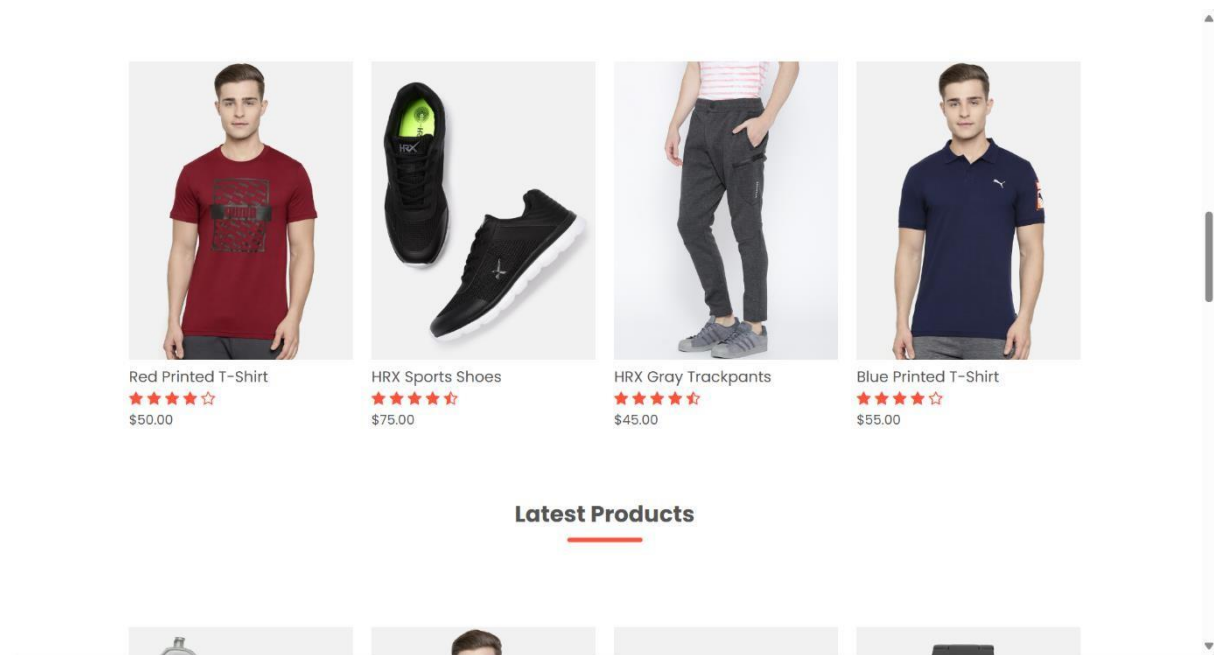 HRX
Red Printed T-Shirt
HRX Sports Shoes
HRX Gray Trackpants
Blue Printed T-Shirt
$50.00
$75.00
$45.00
$55.00
Latest Products